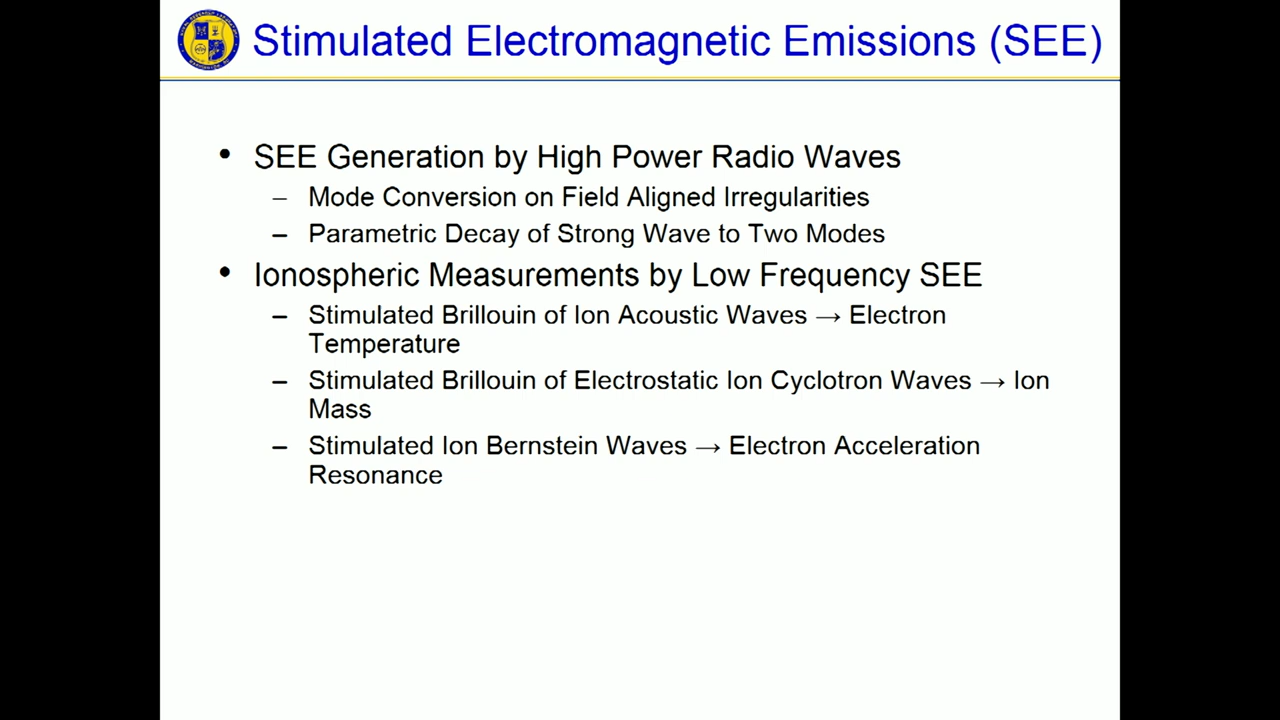 Stimulated Electromagnetic Emissions (SEE)
• SEE Generation by High Power Radio Waves
– Mode Conversion on Field Aligned Irregularities
– Parametric Decay of Strong Wave to Two Modes
• Ionospheric Measurements by Low Frequency SEE
– Stimulated Brillouin of Ion Acoustic Waves → Electron
Temperature
– Stimulated Brillouin of Electrostatic Ion Cyclotron Waves → Ion
Mass
– Stimulated Ion Bernstein Waves → Electron Acceleration
Resonance